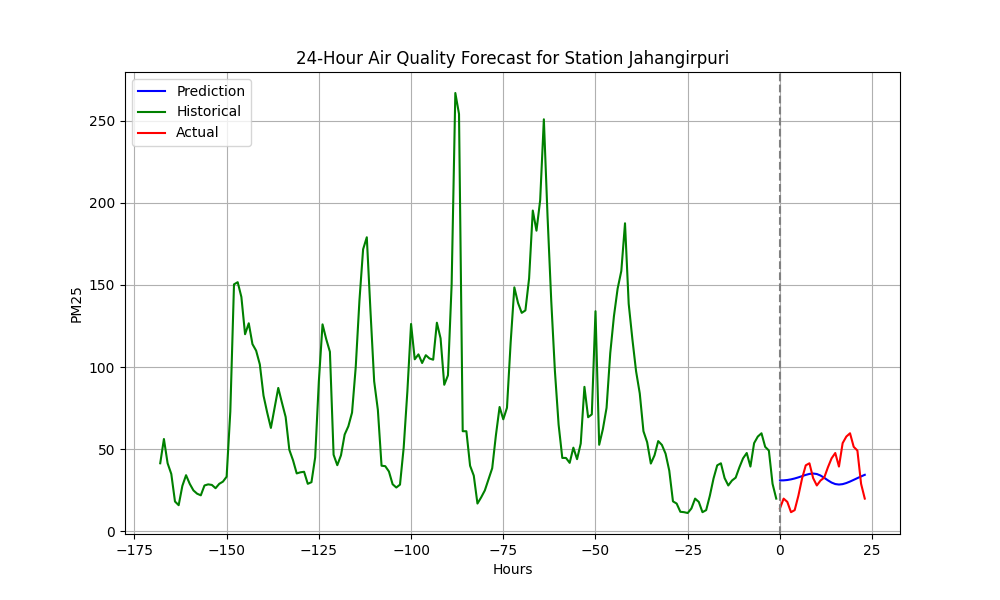 24-Hour Air Quality Forecast for Station Jahangirpuri
Prediction
Historical
Actual
250
200
150
100
50
0
PM25
−175
−150
−125
−100
−75
−50
−25
0
25
Hours